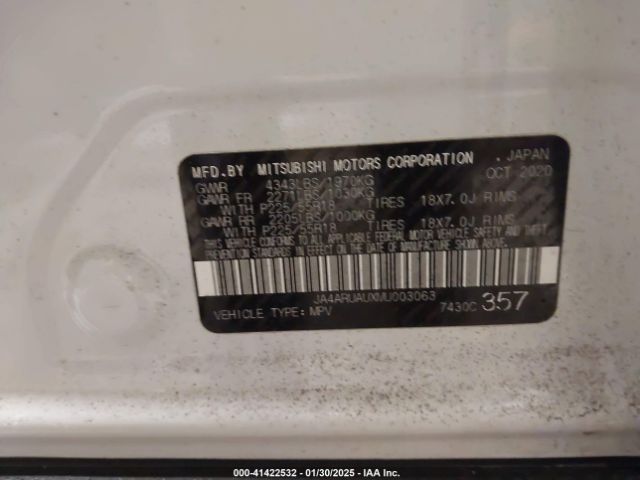 MFD.BY MITSUBISHI MOTORS CORPORATION . JAPAN
GVWR 4343LBS/1970KG OCT 2020
GAWR FR 2271LBS/1030KG
WITH P225/55R18 TIRES 18X7.0J RIMS
GAWR RR 2205LBS/1000KG
WITH P225/55R18 TIRES 18X7.0J RIMS
THIS VEHICLE CONFORMS TO ALL APPLICABLE FEDERAL MOTOR VEHICLE SAFETY AND THEFT
PREVENTION STANDARDS IN EFFECT ON THE DATE OF MANUFACTURE SHOWN ABOVE.
JA4ARUAUXMU003063
VEHICLE TYPE: MPV 7430C 357
000-41422532 - 01/30/2025 - IAA Inc.